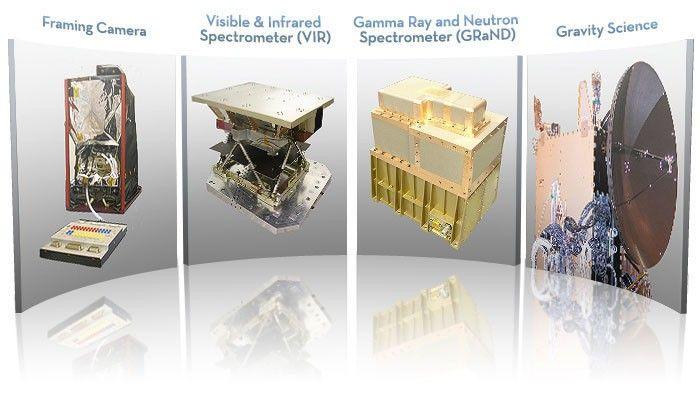 Framing Camera
Visible & Infrared
Spectrometer (VIR)
Gamma Ray and Neutron
Spectrometer (GRaND)
Gravity Science